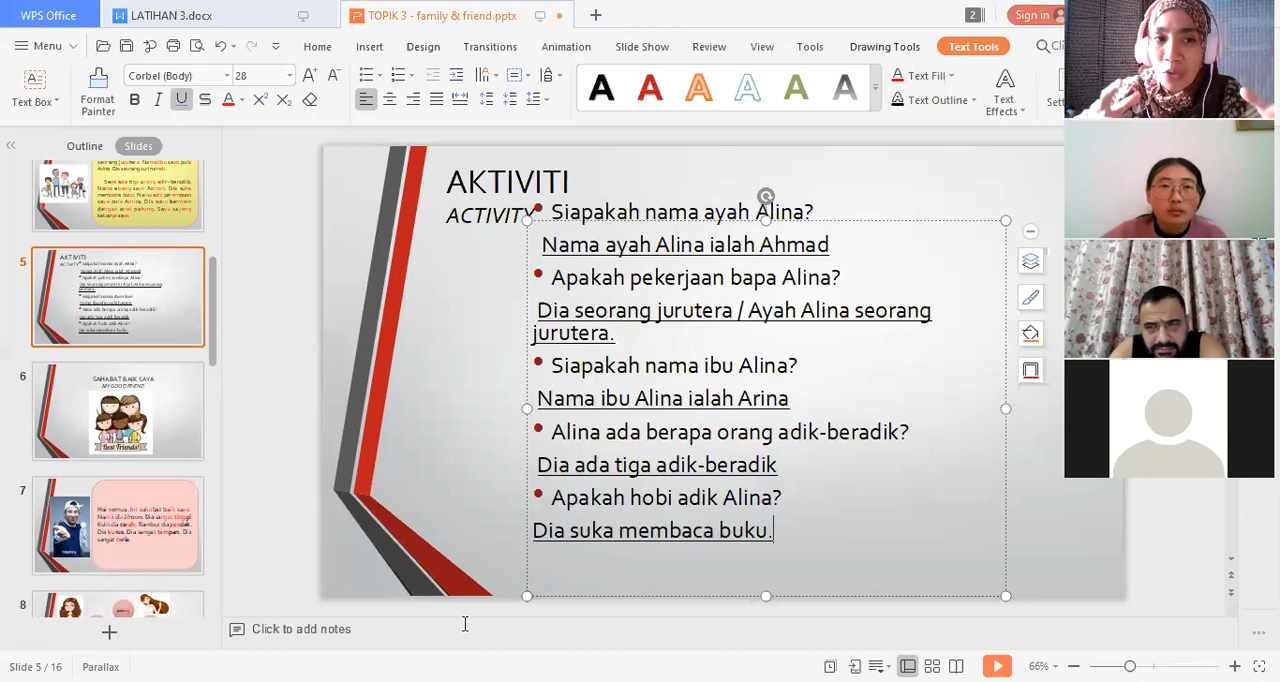 WPS Office
LATIHAN 3.docx
TOPIK 3 - family & friend.pptx
2
Sign in
Menu
Home
Insert
Design
Transitions
Animation
Slide Show
Review
View
Tools
Drawing Tools
Text Tools
Text Box
Format
Painter
Corbel (Body)
28
Text Fill
Text Outline
Text
Effects
Outline
Slides
5
6
SAHABAT BAIK SAYA
MY GOOD FRIEND
Best Friends!
7
8
AKTIVITI
ACTIVITY
• Siapakah nama ayah Alina?
Nama ayah Alina ialah Ahmad
• Apakah pekerjaan bapa Alina?
Dia seorang jurutera / Ayah Alina seorang
jurutera.
• Siapakah nama ibu Alina?
Nama ibu Alina ialah Arina
• Alina ada berapa orang adik-beradik?
Dia ada tiga adik-beradik
• Apakah hobi adik Alina?
Dia suka membaca buku.
Click to add notes
Slide 5 / 16
Parallax
66%